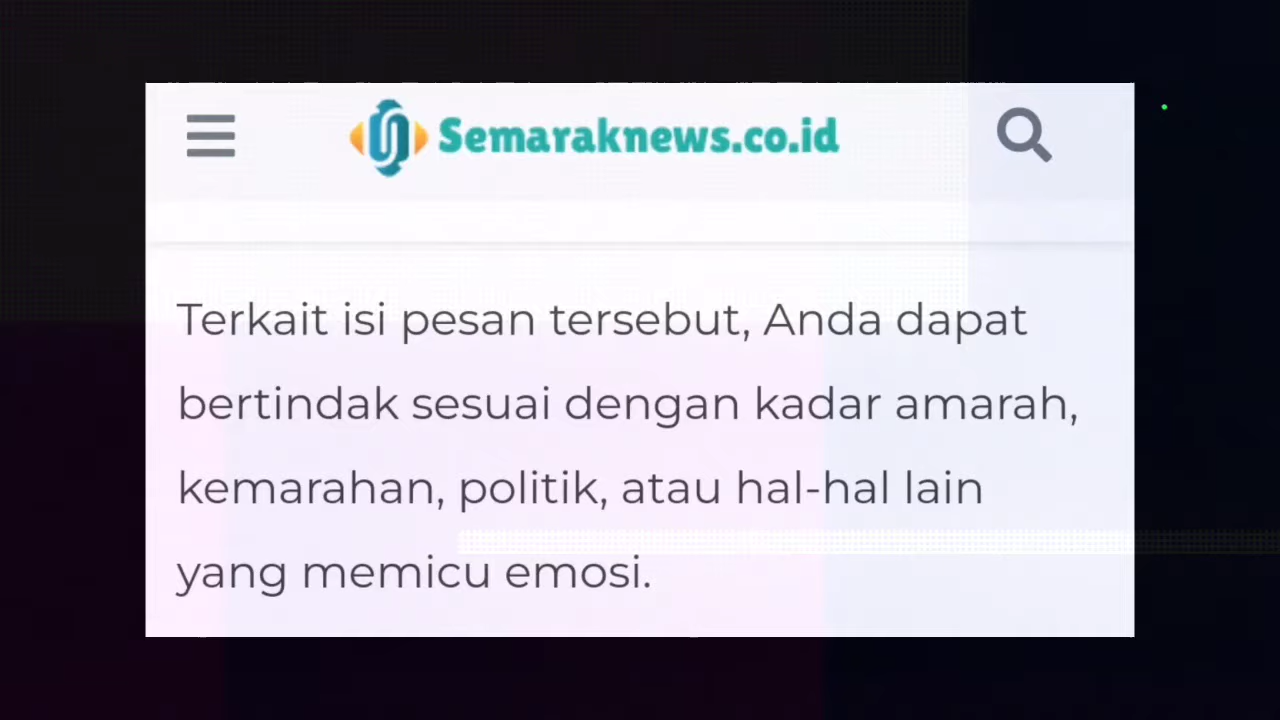 Semaraknews.co.id
Terkait isi pesan tersebut, Anda dapat
bertindak sesuai dengan kadar amarah,
kemarahan, politik, atau hal-hal lain
yang memicu emosi.